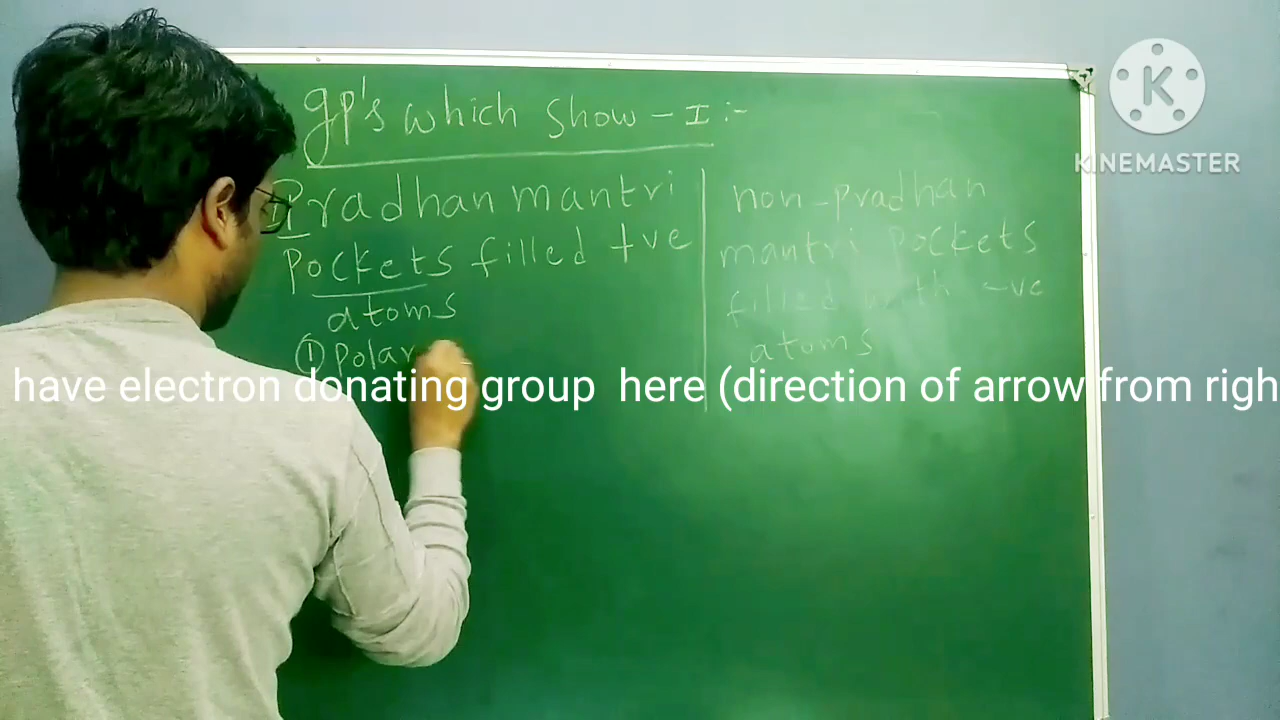 gp's which show - I :-
Pradhan mantri
Pockets filled +ve
atoms
① Polar
non-pradhan
mantri Pockets
filled with -ve
atoms
have electron donating group here (direction of arrow from righ
K
KINEMASTER